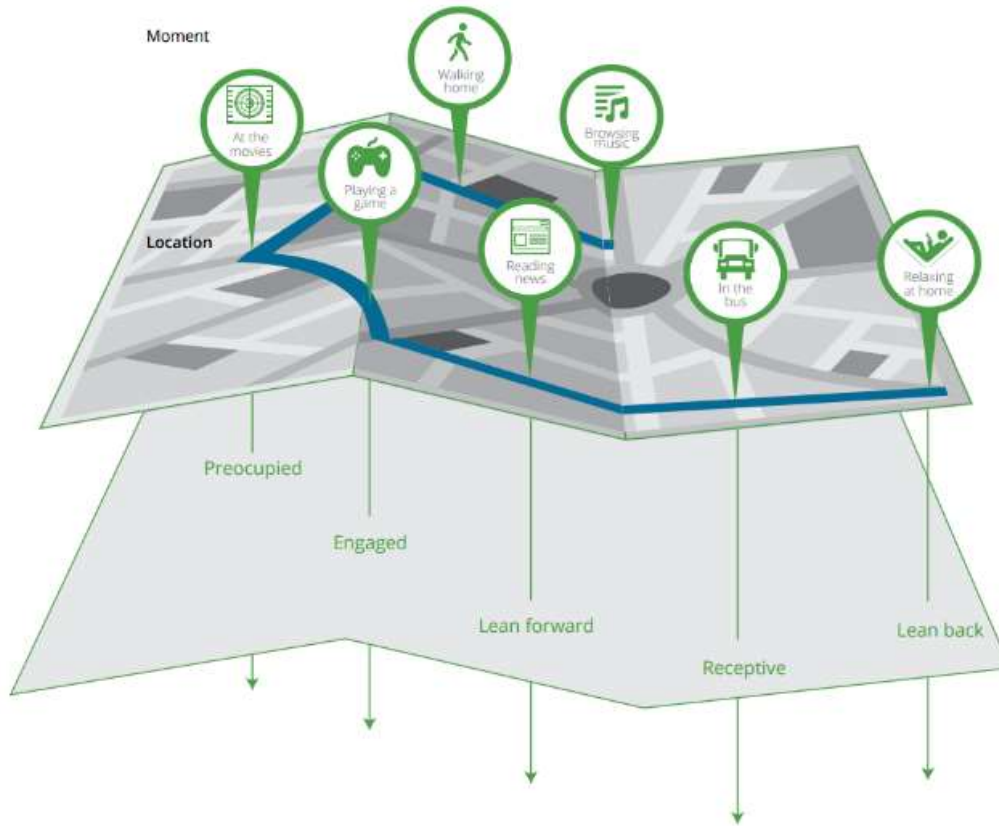 Moment
Walking
home
At the
movies
Browsing
music
Playing a
game
Location
Reading
news
In the
bus
Relaxing
at home
Preocupied
Engaged
Lean forward
Lean back
Receptive